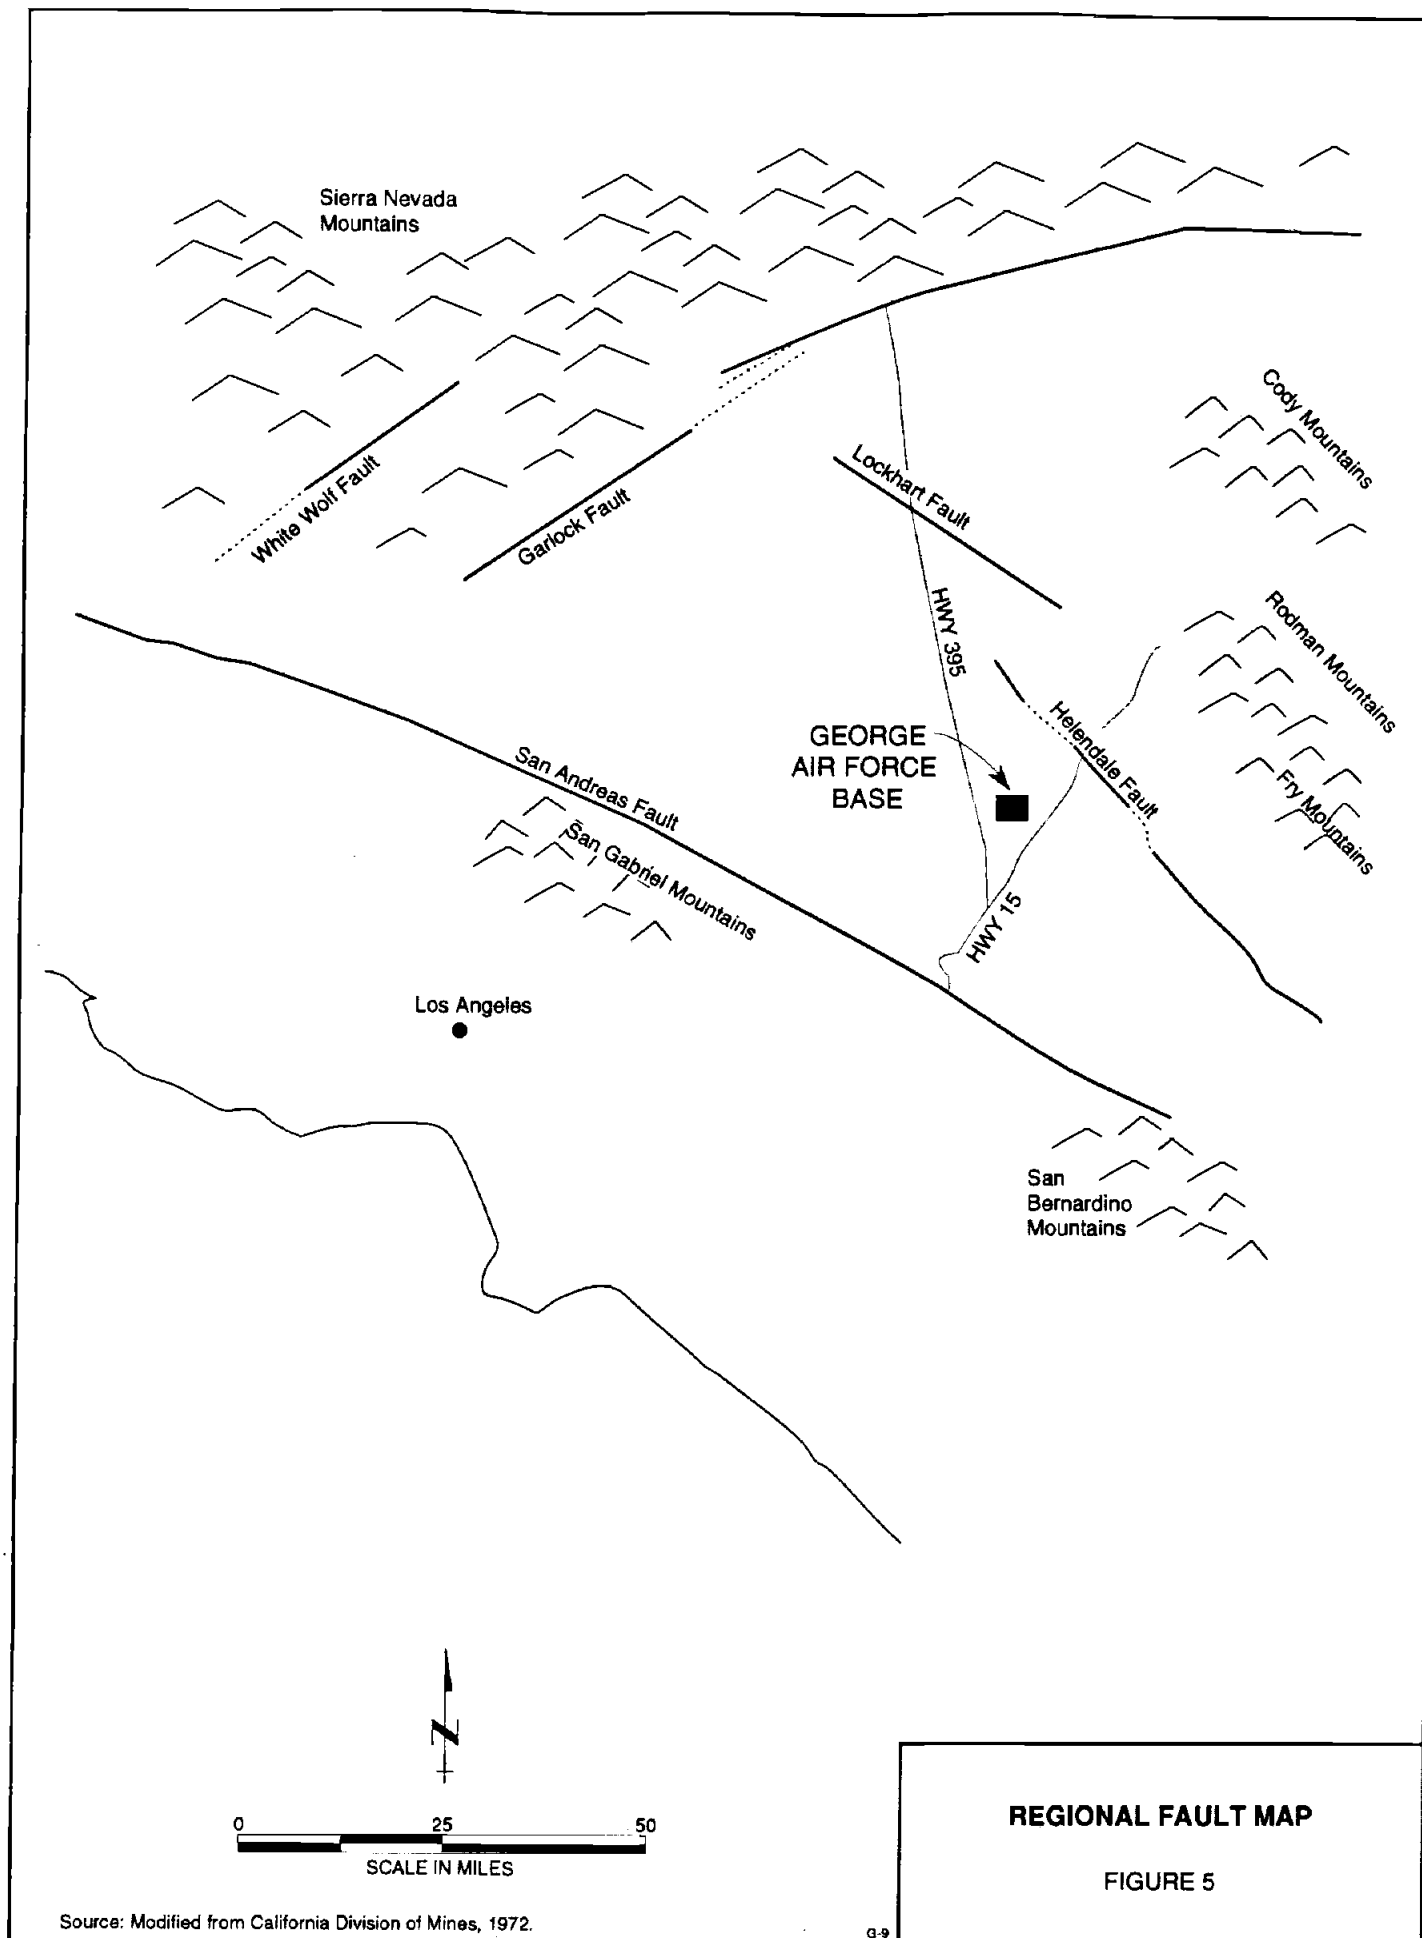 Sierra Nevada
Mountains
Cody Mountains
White Wolf Fault
Garlock Fault
Lockhart Fault
HWY 395
Rodman Mountains
Helendale Fault
GEORGE
AIR FORCE
BASE
San Andreas Fault
San Gabriel Mountains
Fry Mountains
HWY 15
Los Angeles
San
Bernardino
Mountains
N
0 25 50
SCALE IN MILES
REGIONAL FAULT MAP
FIGURE 5
Source: Modified from California Division of Mines, 1972.
G-9